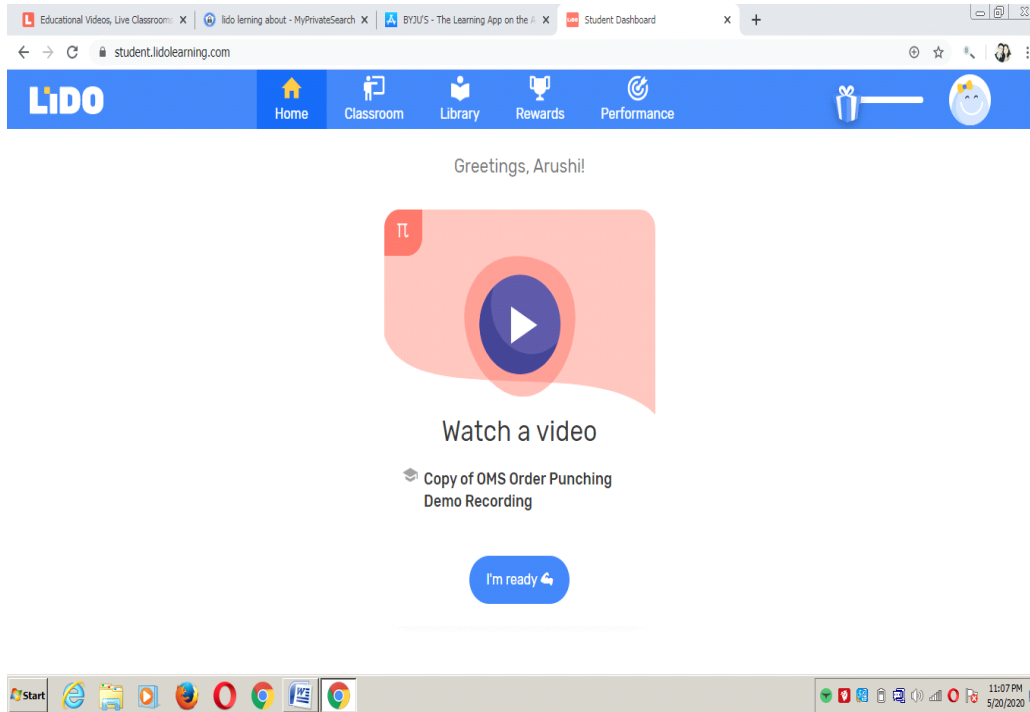 Educational Videos, Live Classrooms
lido lerning about - MyPrivateSearch
BYJU'S - The Learning App on the A
Student Dashboard
student.lidolearning.com
LiDO
Home
Classroom
Library
Rewards
Performance
Greetings, Arushi!
π
Watch a video
Copy of OMS Order Punching
Demo Recording
I'm ready
Start
11:07 PM
5/20/2020